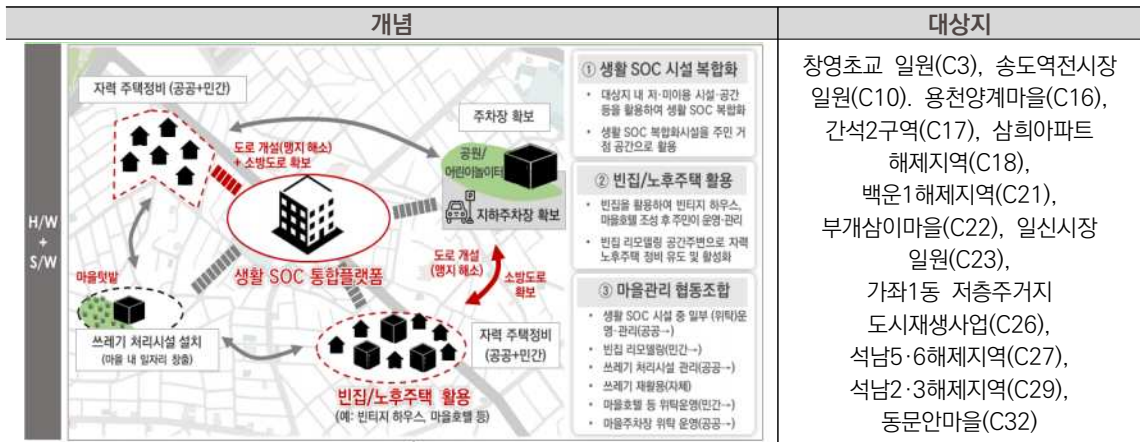 개념
대상지
H/W
+
S/W
자력 주택정비 (공공+민간)
도로 개설(맹지 해소)
+ 소방도로 확보
주차장 확보
공원/
어린이놀이터
지하주차장 확보
생활 SOC 통합플랫폼
도로 개설
(맹지 해소)
소방도로
확보
마을텃밭
쓰레기 처리시설 설치
(마을 내 일자리 창출)
자력 주택정비
(공공+민간)
빈집/노후주택 활용
(예: 빈티지 하우스, 마을호텔 등)
① 생활 SOC 시설 복합화
• 대상지 내 저·미이용 시설·공간
등을 활용하여 생활 SOC 복합화
• 생활 SOC 복합화시설을 주민 거
점 공간으로 활용
② 빈집/노후주택 활용
• 빈집을 활용하여 빈티지 하우스,
마을호텔 조성 후 주민이 운영·관리
• 빈집 리모델링 공간주변으로 자력
노후주택 정비 유도 및 활성화
③ 마을관리 협동조합
• 생활 SOC 시설 중 일부 (위탁)운
영·관리(공공→)
• 빈집 리모델링(민간→)
• 쓰레기 처리시설 관리(공공→)
• 쓰레기 재활용(자체)
• 마을호텔 등 위탁운영(민간→)
• 마을주차장 위탁 운영(공공→)
창영초교 일원(C3), 송도역전시장
일원(C10). 용천양계마을(C16),
간석2구역(C17), 삼희아파트
해제지역(C18),
백운1해제지역(C21),
부개삼이마을(C22), 일신시장
일원(C23),
가좌1동 저층주거지
도시재생사업(C26),
석남5·6해제지역(C27),
석남2·3해제지역(C29),
동문안마을(C32)